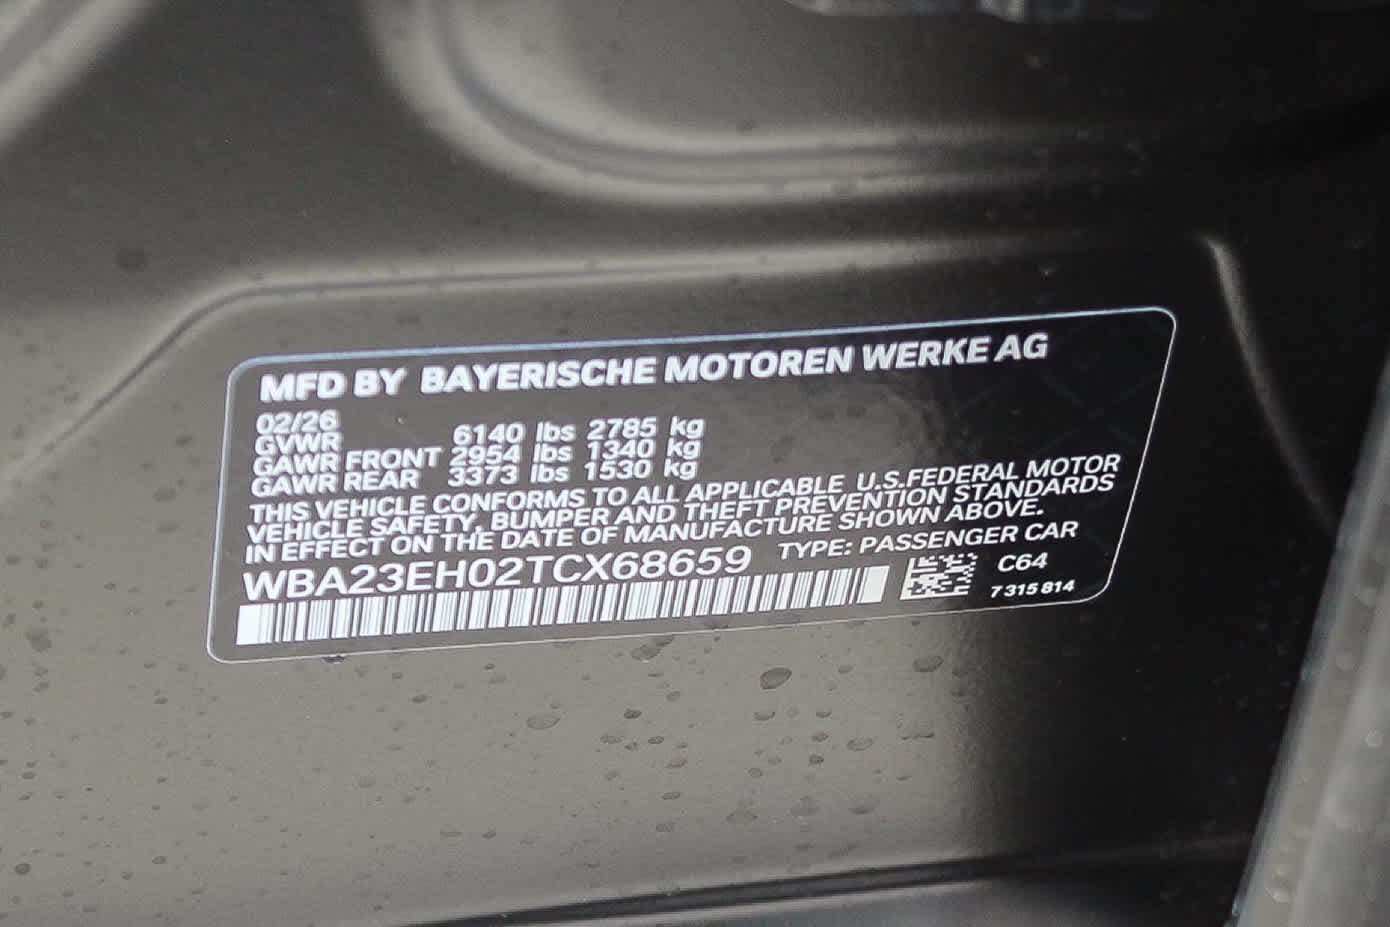 MFD BY BAYERISCHE MOTOREN WERKE AG
02/26
GVWR 6140 lbs 2785 kg
GAWR FRONT 2954 lbs 1340 kg
GAWR REAR 3373 lbs 1530 kg
THIS VEHICLE CONFORMS TO ALL APPLICABLE U.S.FEDERAL MOTOR
VEHICLE SAFETY, BUMPER AND THEFT PREVENTION STANDARDS
IN EFFECT ON THE DATE OF MANUFACTURE SHOWN ABOVE.
WBA23EH02TCX68659 TYPE: PASSENGER CAR
C64
7 315 814